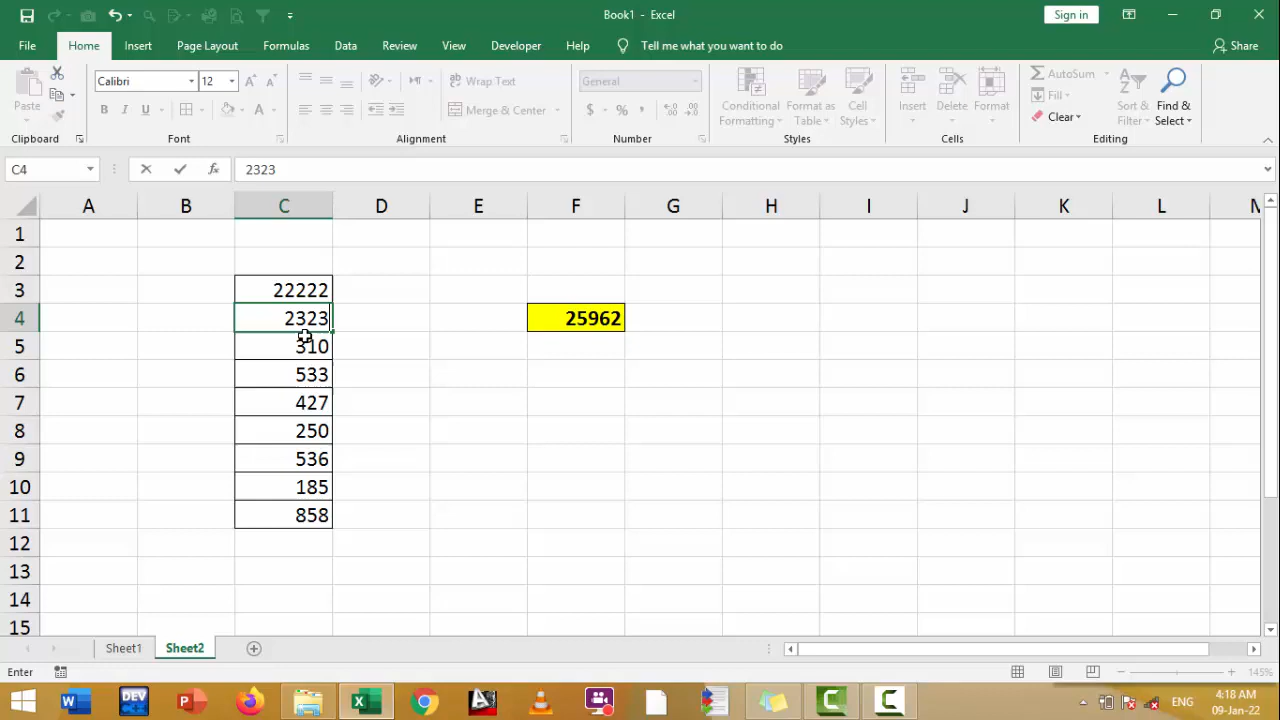 Book1 - Excel
Sign in
File Home Insert Page Layout Formulas Data Review View Developer Help Tell me what you want to do Share
Paste
Calibri 12
Wrap Text
Merge & Center
General
Conditional Formatting
Format as Table
Cell Styles
Insert
Delete
Format
AutoSum
Fill
Clear
Sort & Filter
Find & Select
Clipboard Font Alignment Number Styles Cells Editing
C4 2323
A B C D E F G H I J K L M
1
2
3 22222
4 2323 25962
5 310
6 533
7 427
8 250
9 536
10 185
11 858
12
13
14
15
Sheet1 Sheet2
Enter 145%
DEV
ENG
4:18 AM
09-Jan-22